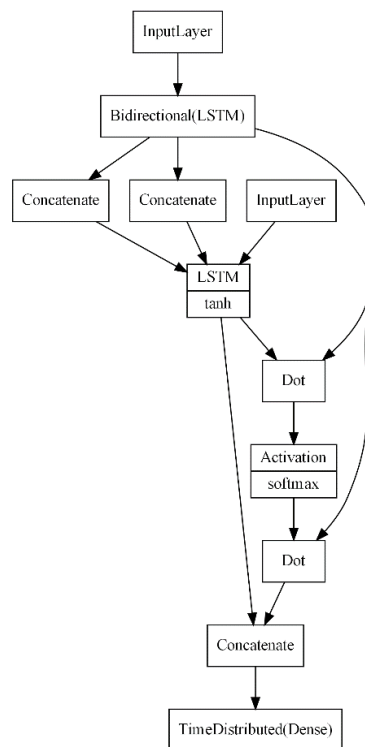 InputLayer
Bidirectional(LSTM)
Concatenate
Concatenate
InputLayer
LSTM
tanh
Dot
Activation
softmax
Dot
Concatenate
TimeDistributed(Dense)